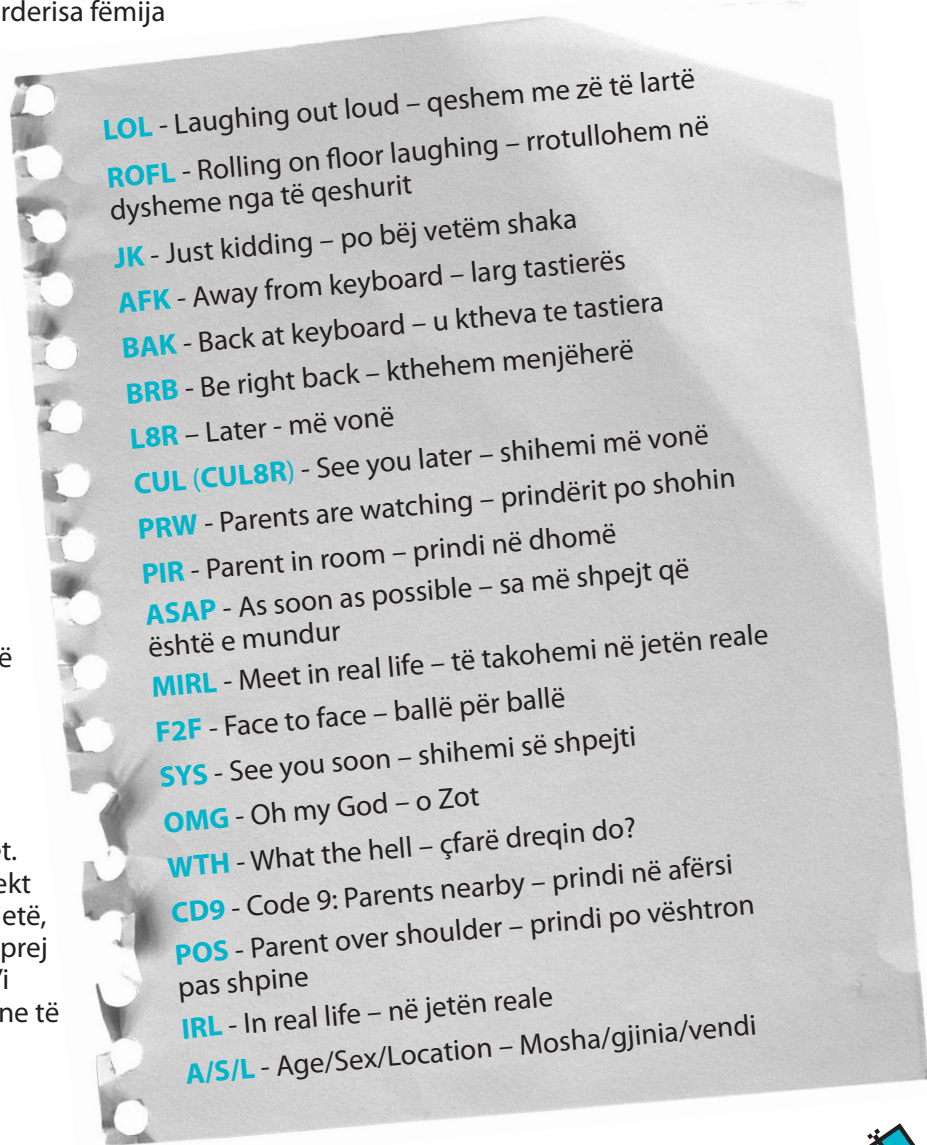 rderisa fëmija
LOL - Laughing out loud – qeshem me zë të lartë
ROFL - Rolling on floor laughing – rrotullohem në
dysheme nga të qeshurit
JK - Just kidding – po bëj vetëm shaka
AFK - Away from keyboard – larg tastierës
BAK - Back at keyboard – u ktheva te tastiera
BRB - Be right back – kthehem menjëherë
L8R – Later - më vonë
CUL (CUL8R) - See you later – shihemi më vonë
PRW - Parents are watching – prindërit po shohin
PIR - Parent in room – prindi në dhomë
ASAP - As soon as possible – sa më shpejt që
është e mundur
MIRL - Meet in real life – të takohemi në jetën reale
F2F - Face to face – ballë për ballë
SYS - See you soon – shihemi së shpejti
OMG - Oh my God – o Zot
WTH - What the hell – çfarë dreqin do?
CD9 - Code 9: Parents nearby – prindi në afërsi
POS - Parent over shoulder – prindi po vështron
pas shpine
IRL - In real life – në jetën reale
A/S/L - Age/Sex/Location – Mosha/gjinia/vendi
ë
t.
ekt
etë,
prej
i
ne të